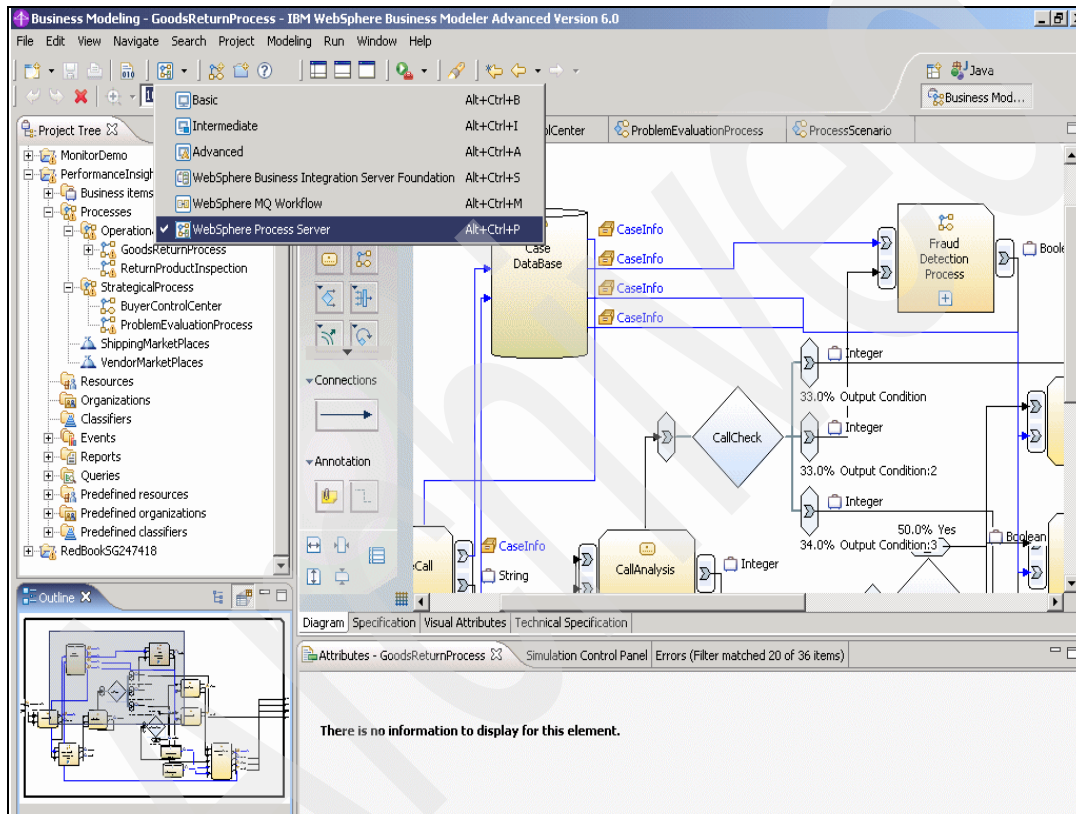 Business Modeling - GoodsReturnProcess - IBM WebSphere Business Modeler Advanced Version 6.0
File Edit View Navigate Search Project Modeling Run Window Help
Java
Business Mod...
Basic Alt+Ctrl+B
Intermediate Alt+Ctrl+I
Advanced Alt+Ctrl+A
WebSphere Business Integration Server Foundation Alt+Ctrl+S
WebSphere MQ Workflow Alt+Ctrl+M
WebSphere Process Server Alt+Ctrl+P
Project Tree
MonitorDemo
PerformanceInsigh
Business items
Processes
Operation
GoodsReturnProcess
ReturnProductInspection
StrategicalProcess
BuyerControlCenter
ProblemEvaluationProcess
ShippingMarketPlaces
VendorMarketPlaces
Resources
Organizations
Classifiers
Events
Reports
Queries
Predefined resources
Predefined organizations
Predefined classifiers
RedBookSG247418
olCenter
ProblemEvaluationProcess
ProcessScenario
Connections
Annotation
Case
DataBase
CaseInfo
CaseInfo
CaseInfo
CaseInfo
Fraud
Detection
Process
Boole
Integer
33.0% Output Condition
CallCheck
Integer
33.0% Output Condition:2
Integer
34.0% Output Condition:3
50.0% Yes
Boolean
eCall
CaseInfo
String
CallAnalysis
Integer
Diagram Specification Visual Attributes Technical Specification
Outline
Attributes - GoodsReturnProcess
Simulation Control Panel
Errors (Filter matched 20 of 36 items)
There is no information to display for this element.